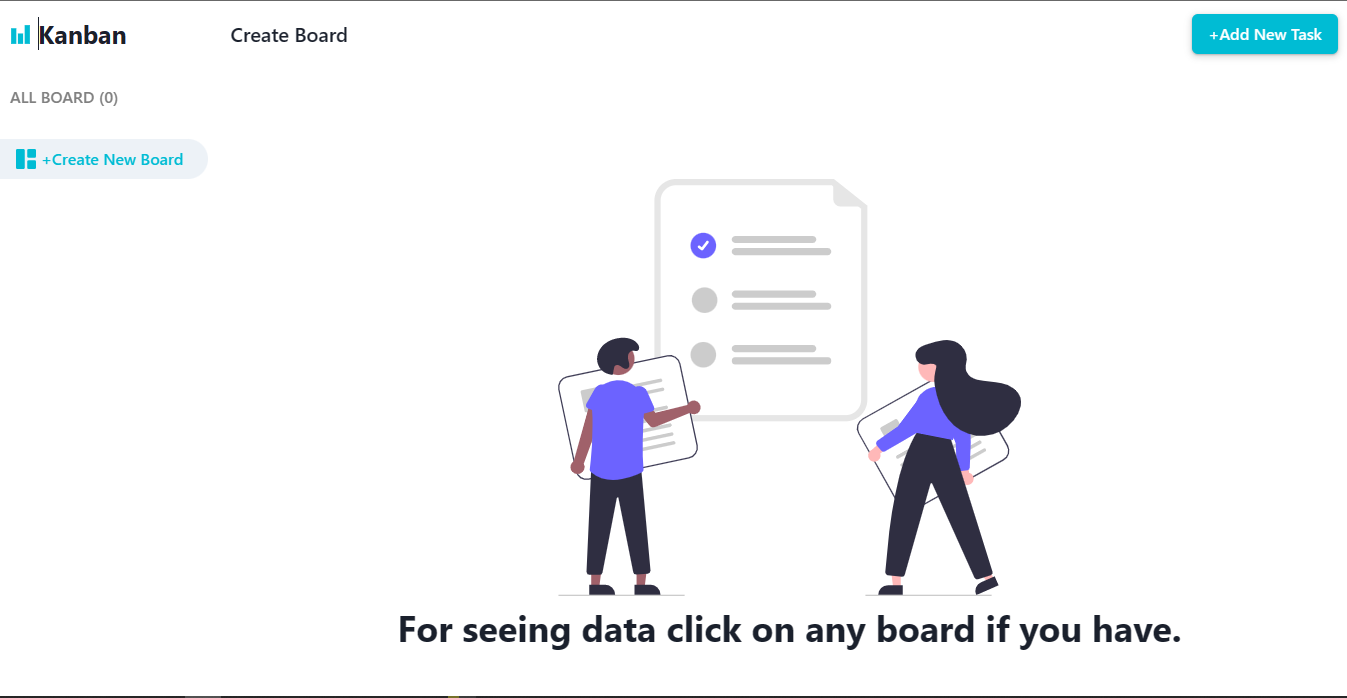 Kanban
Create Board
+Add New Task
ALL BOARD (0)
+Create New Board
For seeing data click on any board if you have.